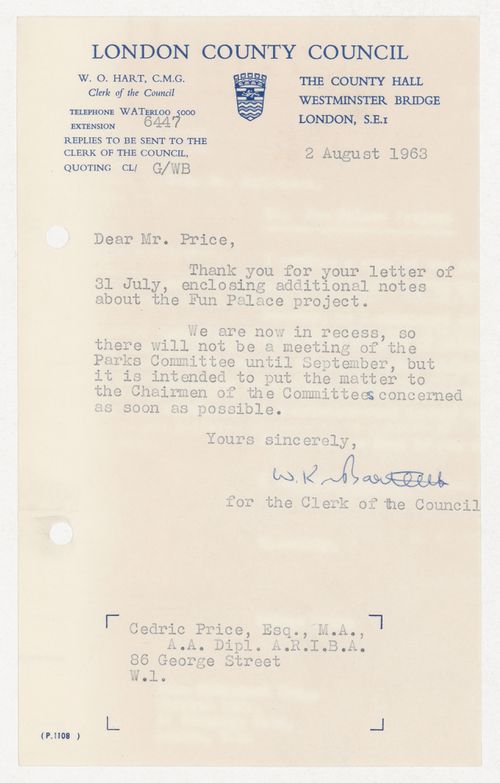 LONDON COUNTY COUNCIL
W. O. HART, C.M.G.
Clerk of the Council
TELEPHONE WATERLOO 5000
EXTENSION 6447
REPLIES TO BE SENT TO THE
CLERK OF THE COUNCIL,
QUOTING CL/ G/WB
THE COUNTY HALL
WESTMINSTER BRIDGE
LONDON, S.E.1
2 August 1963
Dear Mr. Price,
Thank you for your letter of
31 July, enclosing additional notes
about the Fun Palace project.
We are now in recess, so
there will not be a meeting of the
Parks Committee until September, but
it is intended to put the matter to
the Chairmen of the Committees concerned
as soon as possible.
Yours sincerely,
W. K.
for the Clerk of the Council
Cedric Price, Esq., M.A.,
A.A. Dipl. A.R.I.B.A.
86 George Street
W.1.
(P.1108 )